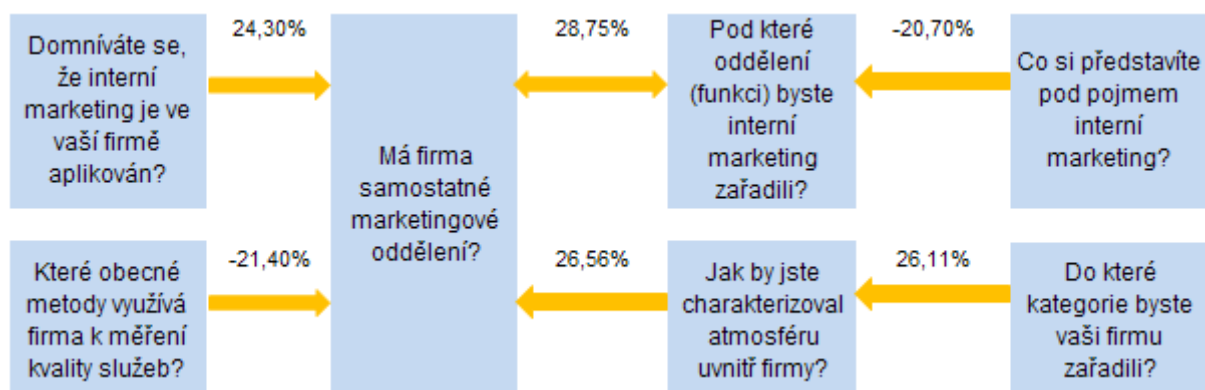 Domníváte se,
že interní
marketing je ve
vaší firmě
aplikován?
24,30%
Má firma
samostatné
marketingové
oddělení?
28,75%
Pod které
oddělení
(funkci) byste
interní
marketing
zařadili?
-20,70%
Co si představíte
pod pojmem
interní
marketing?
Které obecné
metody využívá
firma k měření
kvality služeb?
-21,40%
26,56%
Jak by jste
charakterizoval
atmosféru
uvnitř firmy?
26,11%
Do které
kategorie byste
vaši firmu
zařadili?